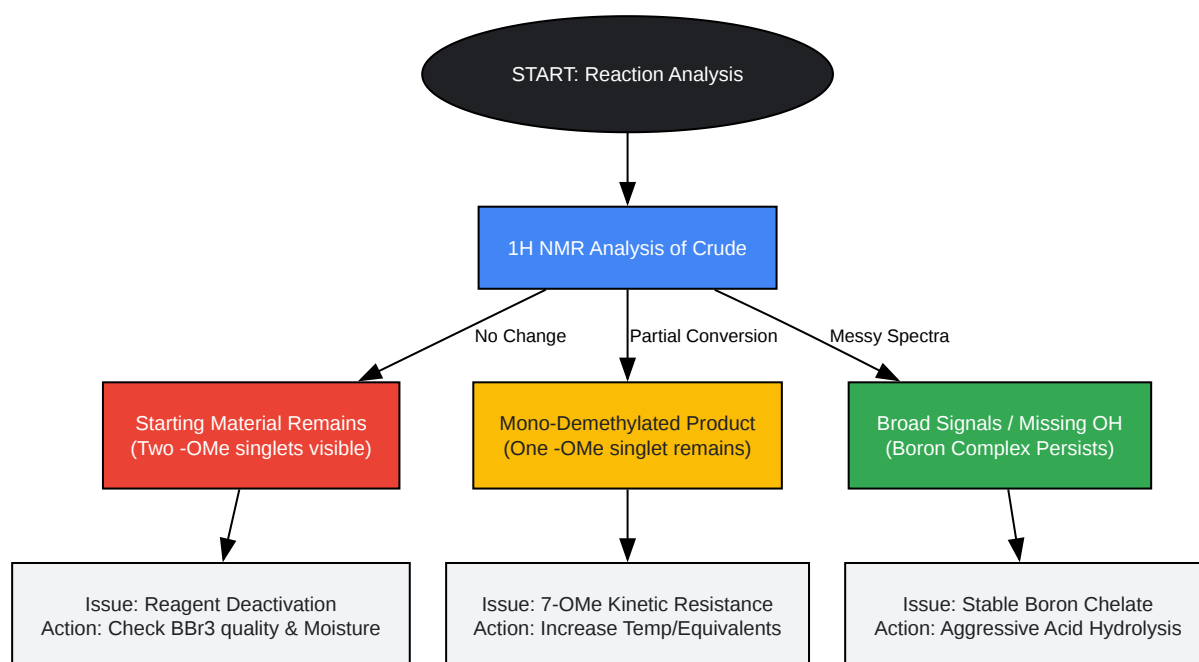 START: Reaction Analysis
1H NMR Analysis of Crude
No Change
Partial Conversion
Messy Spectra
Starting Material Remains
(Two -OMe singlets visible)
Mono-Demethylated Product
(One -OMe singlet remains)
Broad Signals / Missing OH
(Boron Complex Persists)
Issue: Reagent Deactivation
Action: Check BBr3 quality & Moisture
Issue: 7-OMe Kinetic Resistance
Action: Increase Temp/Equivalents
Issue: Stable Boron Chelate
Action: Aggressive Acid Hydrolysis